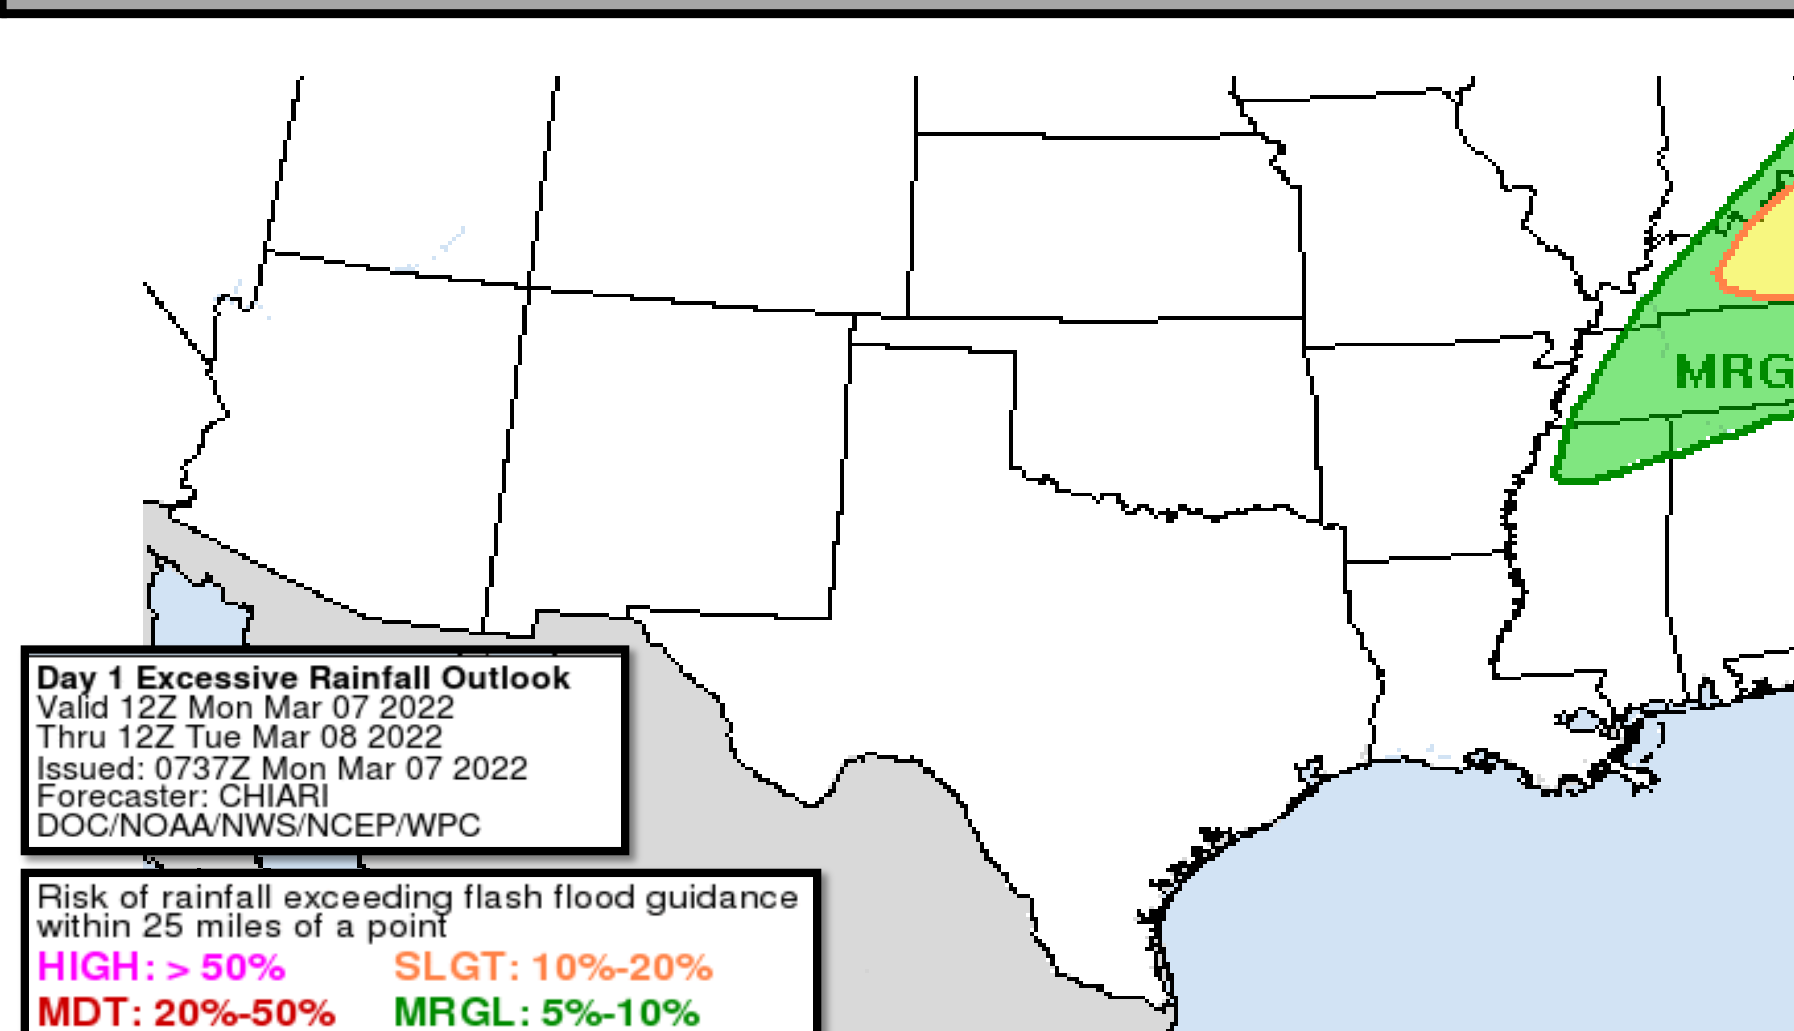 MRG
Day 1 Excessive Rainfall Outlook
Valid 12Z Mon Mar 07 2022
Thru 12Z Tue Mar 08 2022
Issued: 0737Z Mon Mar 07 2022
Forecaster: CHIARI
DOC/NOAA/NWS/NCEP/WPC
Risk of rainfall exceeding flash flood guidance
within 25 miles of a point
HIGH: > 50% SLGT: 10%-20%
MDT: 20%-50% MRGL: 5%-10%